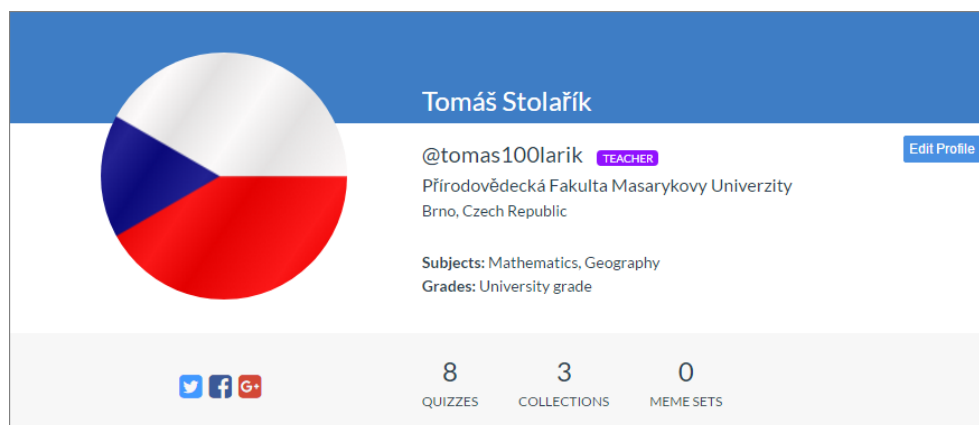 Tomáš Stolařík
@tomas100larik TEACHER
Edit Profile
Přírodovědecká Fakulta Masarykovy Univerzity
Brno, Czech Republic
Subjects: Mathematics, Geography
Grades: University grade
8 3 0
QUIZZES COLLECTIONS MEME SETS
G+